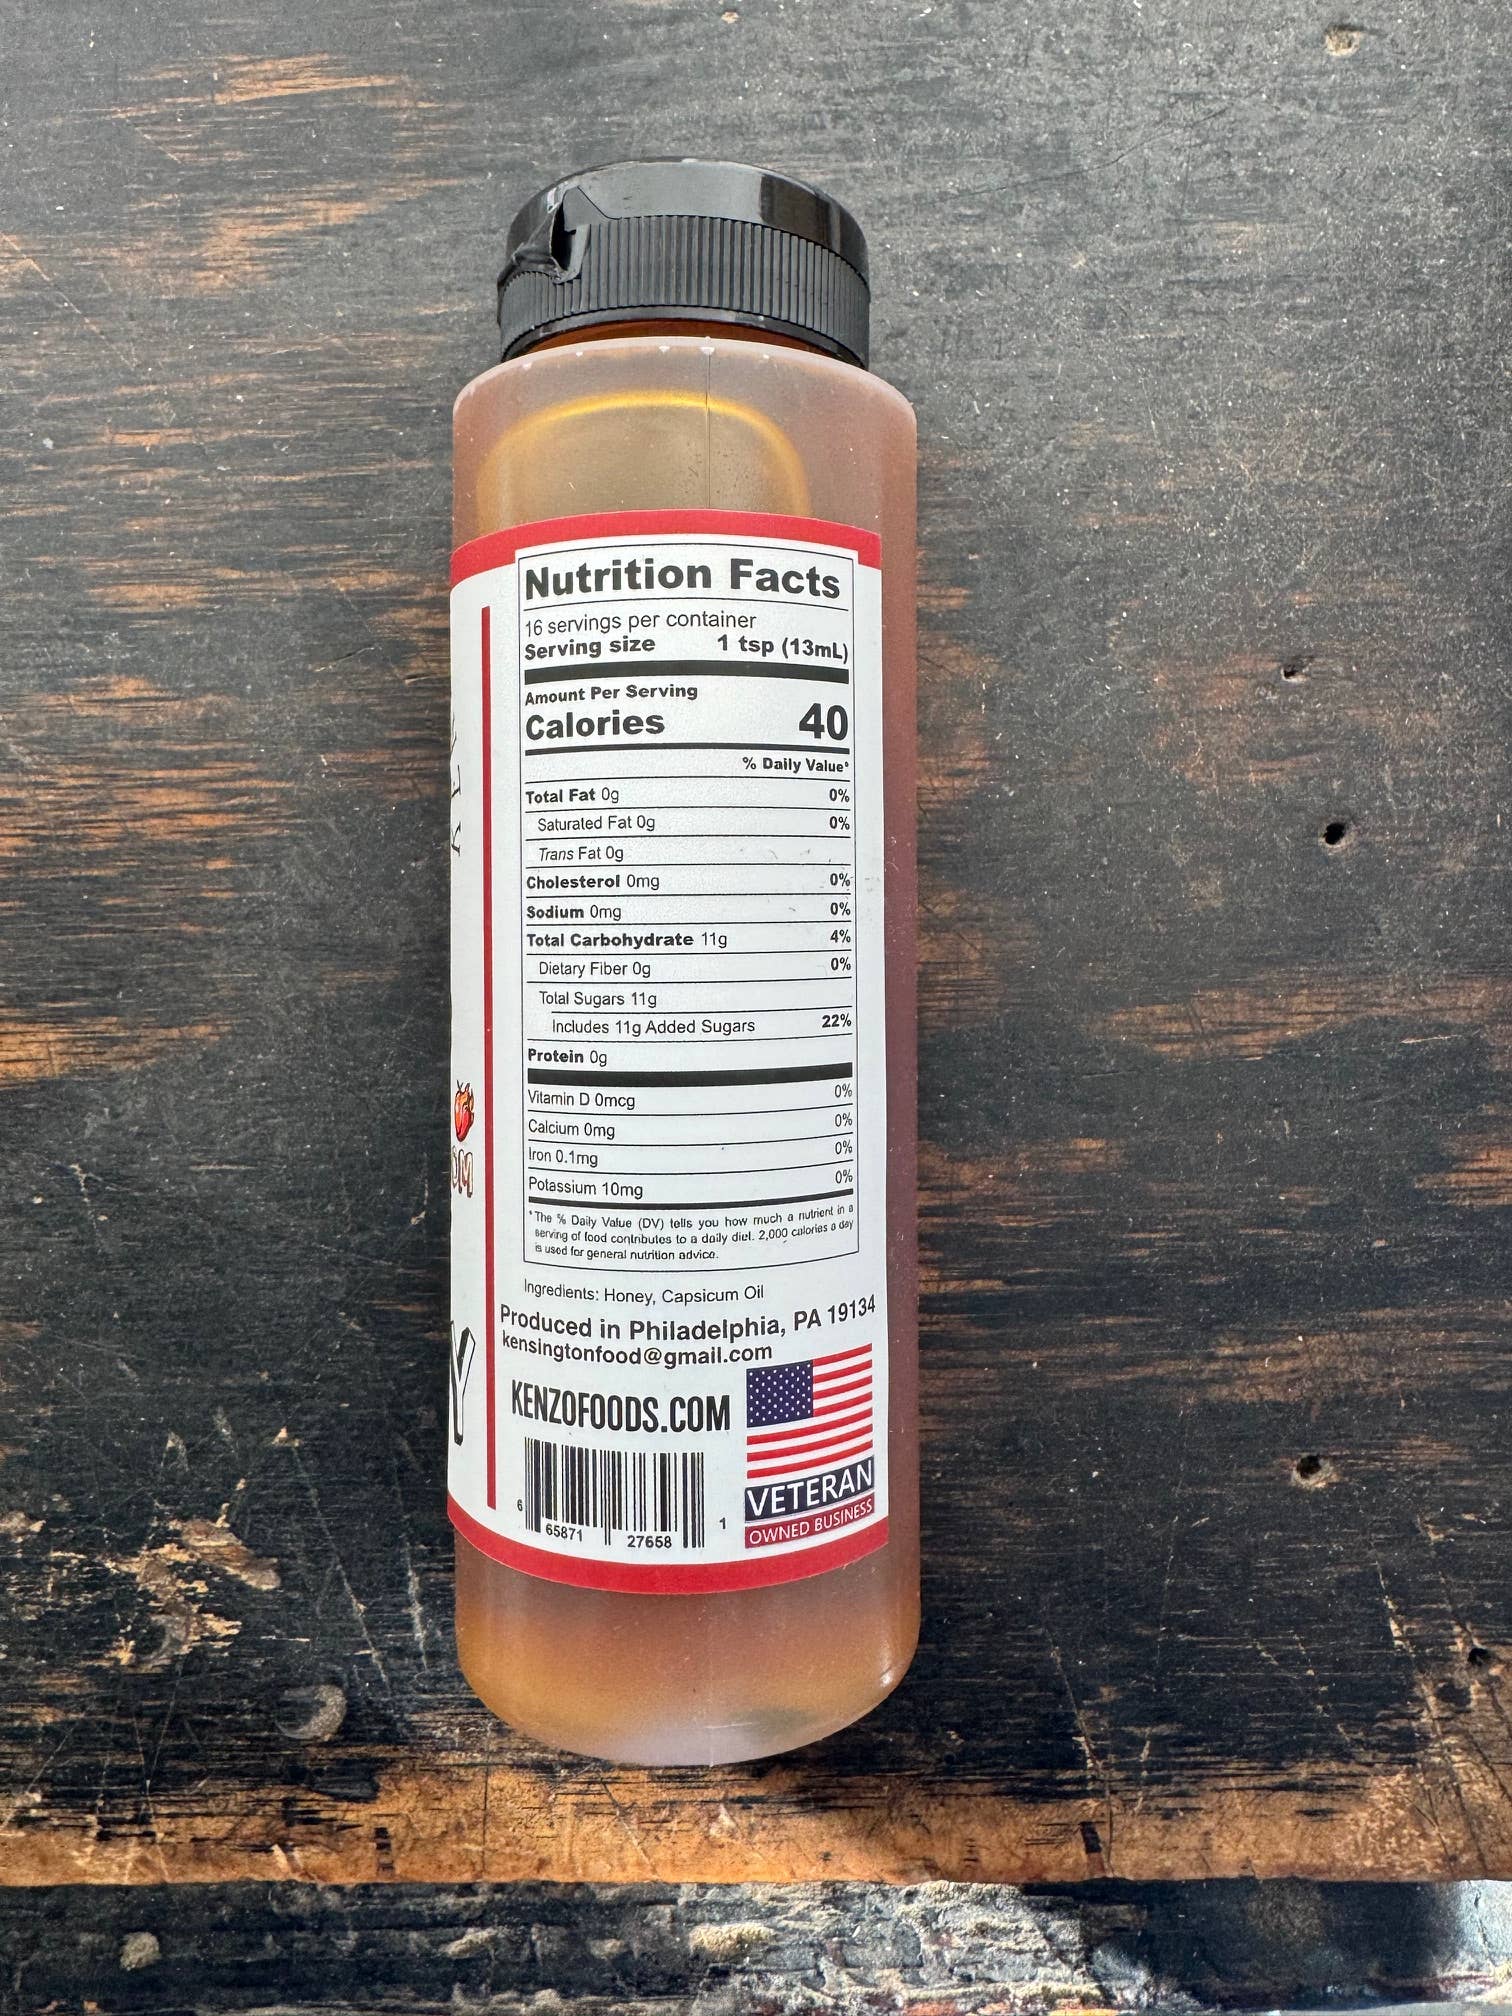 Nutrition Facts
16 servings per container
Serving size 1 tsp (13mL)
Amount Per Serving
Calories 40
% Daily Value*
Total Fat 0g 0%
Saturated Fat 0g 0%
Trans Fat 0g
Cholesterol 0mg 0%
Sodium 0mg 0%
Total Carbohydrate 11g 4%
Dietary Fiber 0g 0%
Total Sugars 11g
Includes 11g Added Sugars 22%
Protein 0g
Vitamin D 0mcg 0%
Calcium 0mg 0%
Iron 0.1mg 0%
Potassium 10mg 0%
*The % Daily Value (DV) tells you how much a nutrient in a
serving of food contributes to a daily diet. 2,000 calories a day
is used for general nutrition advice.
Ingredients: Honey, Capsicum Oil
Produced in Philadelphia, PA 19134
kensingtonfood@gmail.com
KENZOFOODS.COM
VETERAN
OWNED BUSINESS
6 65871 27658 1